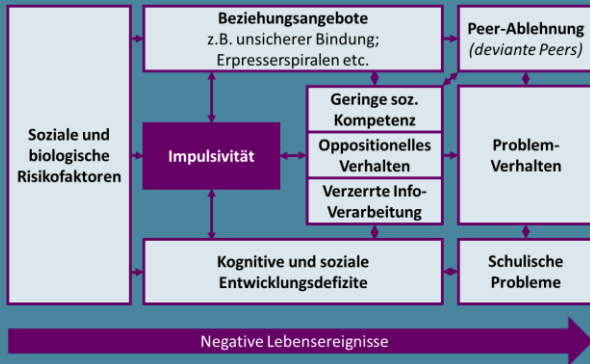 Beziehungsangebote
z.B. unsicherer Bindung;
Erpresserspiralen etc.
Peer-Ablehnung
(deviante Peers)
Soziale und
biologische
Risikofaktoren
Impulsivität
Geringe soz.
Kompetenz
Oppositionelles
Verhalten
Verzerrte Info-
Verarbeitung
Problem-
Verhalten
Kognitive und soziale
Entwicklungsdefizite
Schulische
Probleme
Negative Lebensereignisse